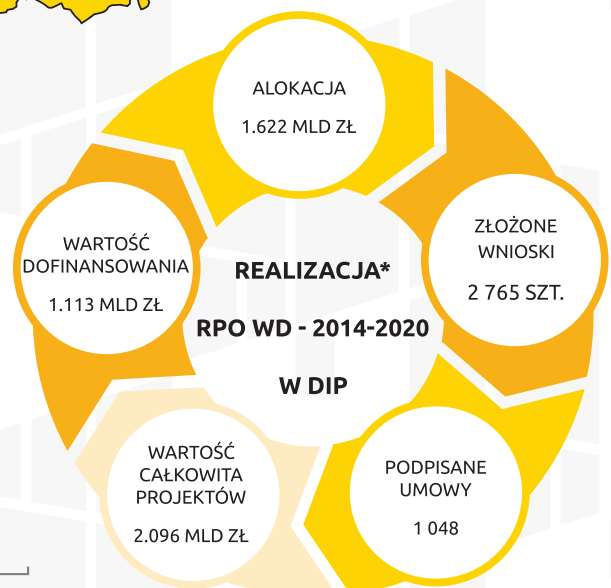 ALOKACJA
1.622 MLD ZŁ
ZŁOŻONE
WNIOSKI
2 765 SZT.
WARTOŚĆ
DOFINANSOWANIA
1.113 MLD ZŁ
REALIZACJA*
RPO WD - 2014-2020
W DIP
WARTOŚĆ
CAŁKOWITA
PROJEKTÓW
2.096 MLD ZŁ
PODPISANE
UMOWY
1 048